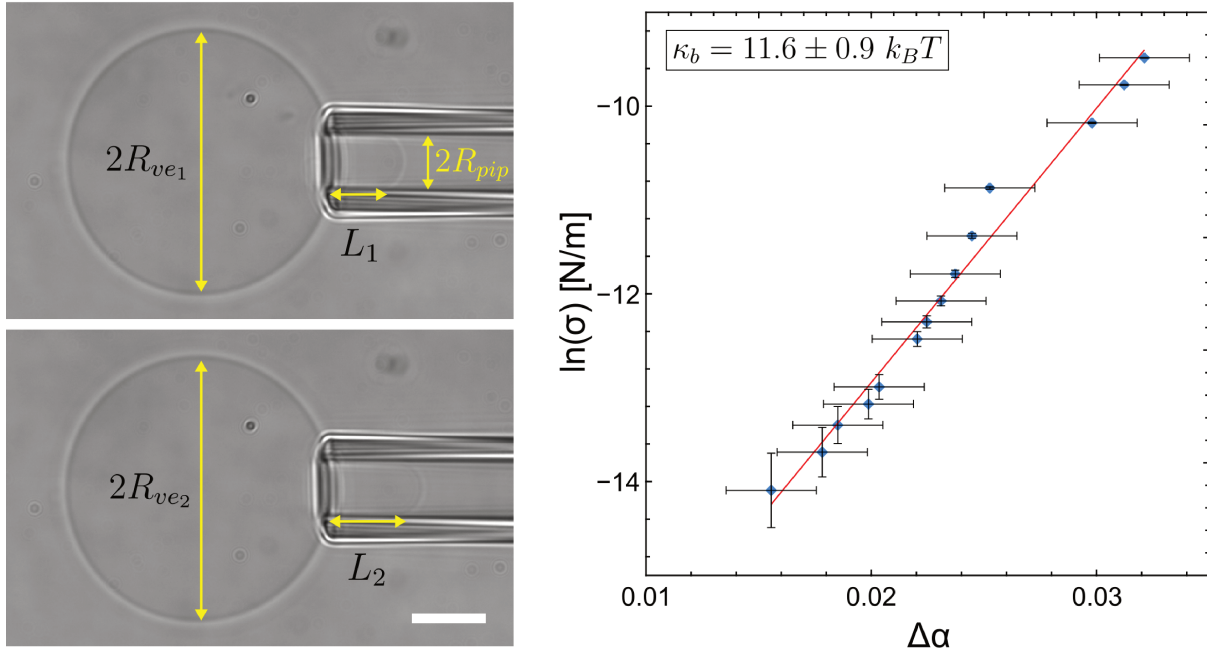 2R_{ve_1}
2R_{pip}
L_1
2R_{ve_2}
L_2
κ_b = 11.6 ± 0.9 k_BT
ln(σ) [N/m]
−10
−12
−14
0.01 0.02 0.03
Δα